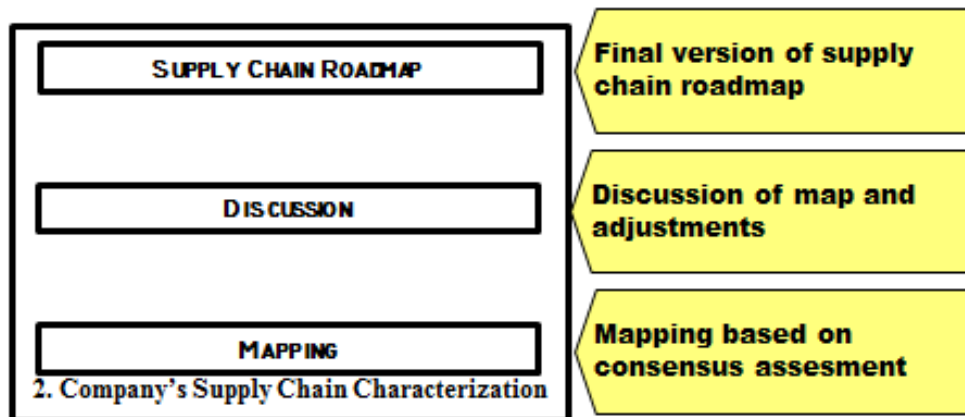 SUPPLY CHAIN ROADMAP
Final version of supply
chain roadmap
DISCUSSION
Discussion of map and
adjustments
MAPPING
Mapping based on
consensus assesment
2. Company's Supply Chain Characterization